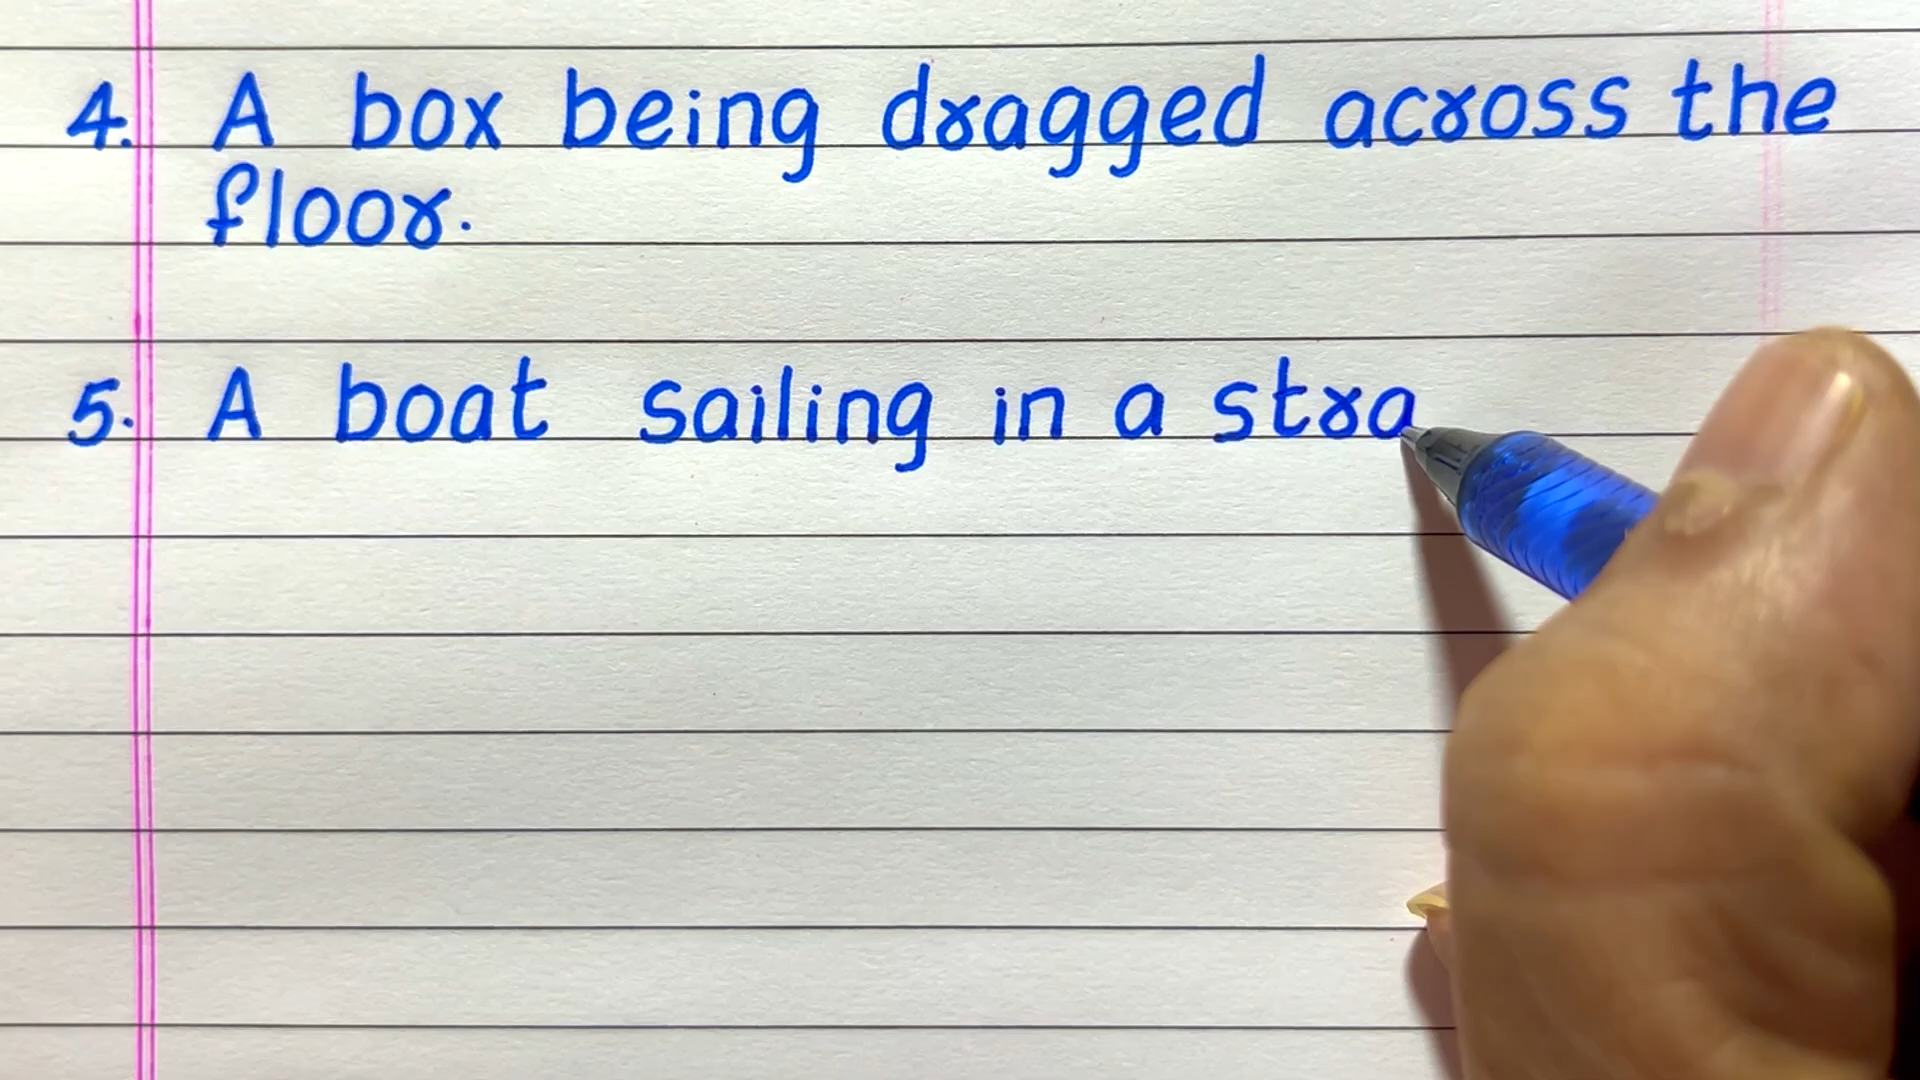 4. A box being dragged across the
floor.
5. A boat sailing in a stra